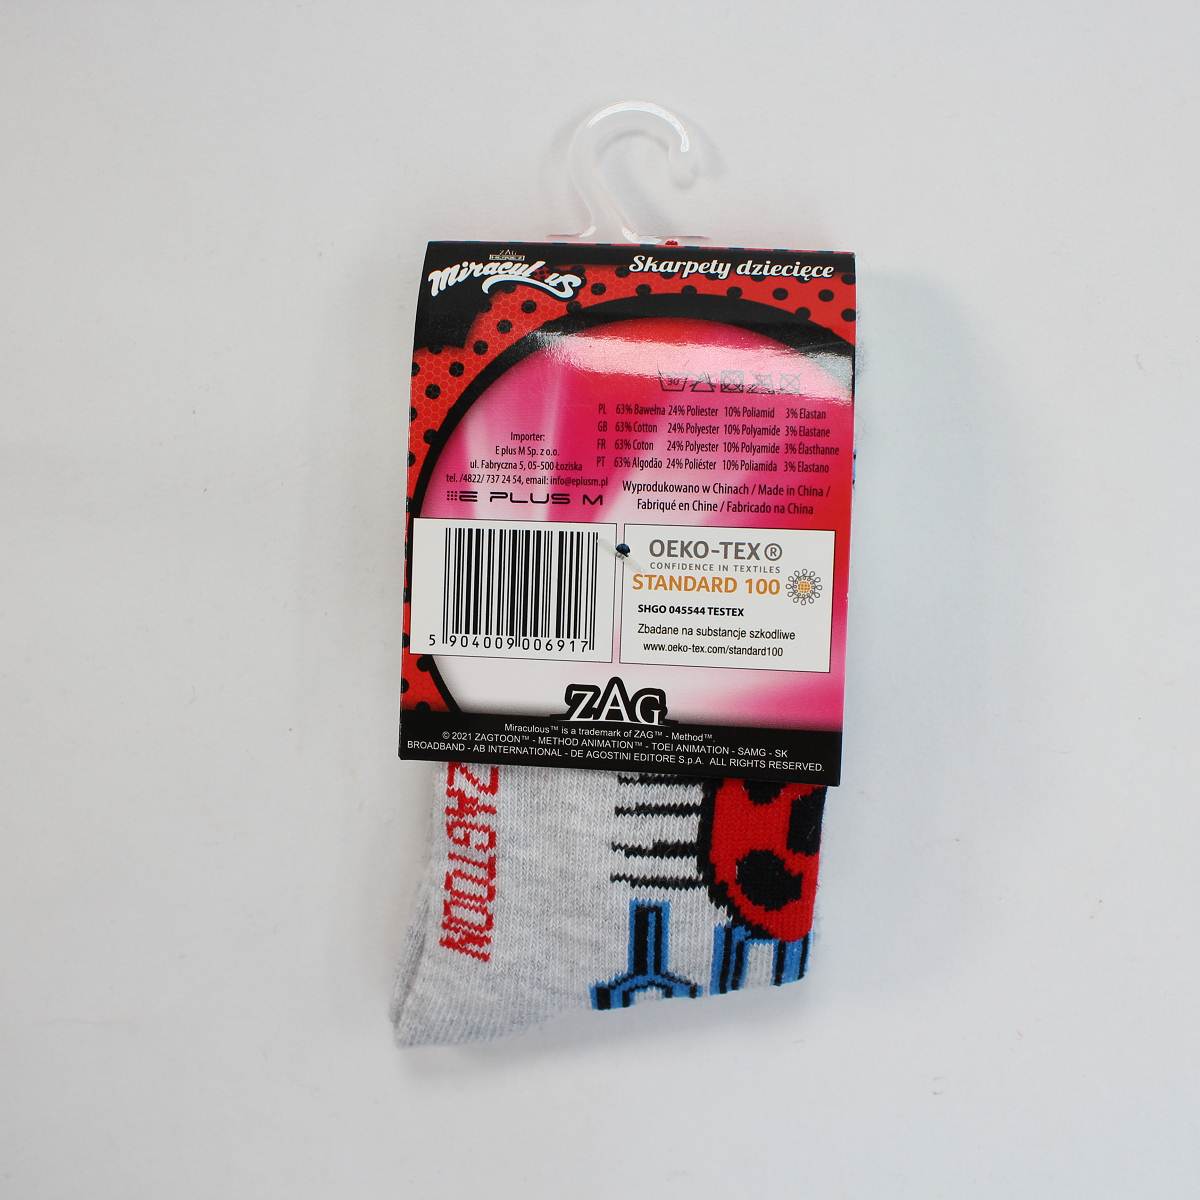 ZAG HEROEZ
Miraculous
Skarpety dziecięce
30
PL 63% Bawełna 24% Poliester 10% Poliamid 3% Elastan
GB 63% Cotton 24% Polyester 10% Polyamide 3% Elastane
FR 63% Coton 24% Polyester 10% Polyamide 3% Élasthanne
PT 63% Algodão 24% Poliéster 10% Poliamida 3% Elastano
Importer:
E plus M Sp. z o.o.
ul. Fabryczna 5, 05-500 Łoziska
tel. /4822/ 737 24 54, email: info@eplusm.pl
E PLUS M
Wyprodukowano w Chinach / Made in China /
Fabriqué en Chine / Fabricado na China
5 904009 006917
OEKO-TEX®
CONFIDENCE IN TEXTILES
STANDARD 100
SHGO 045544 TESTEX
Zbadane na substancje szkodliwe
www.oeko-tex.com/standard100
ZAG
Miraculous™ is a trademark of ZAG™ - Method™.
© 2021 ZAGTOON™ - METHOD ANIMATION™ - TOEI ANIMATION - SAMG - SK
BROADBAND - AB INTERNATIONAL - DE AGOSTINI EDITORE S.p.A. ALL RIGHTS RESERVED.
ZAGTOON